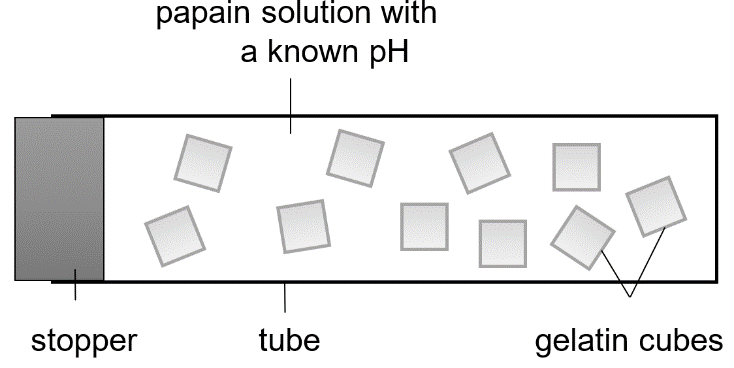 papain solution with
a known pH
stopper
tube
gelatin cubes